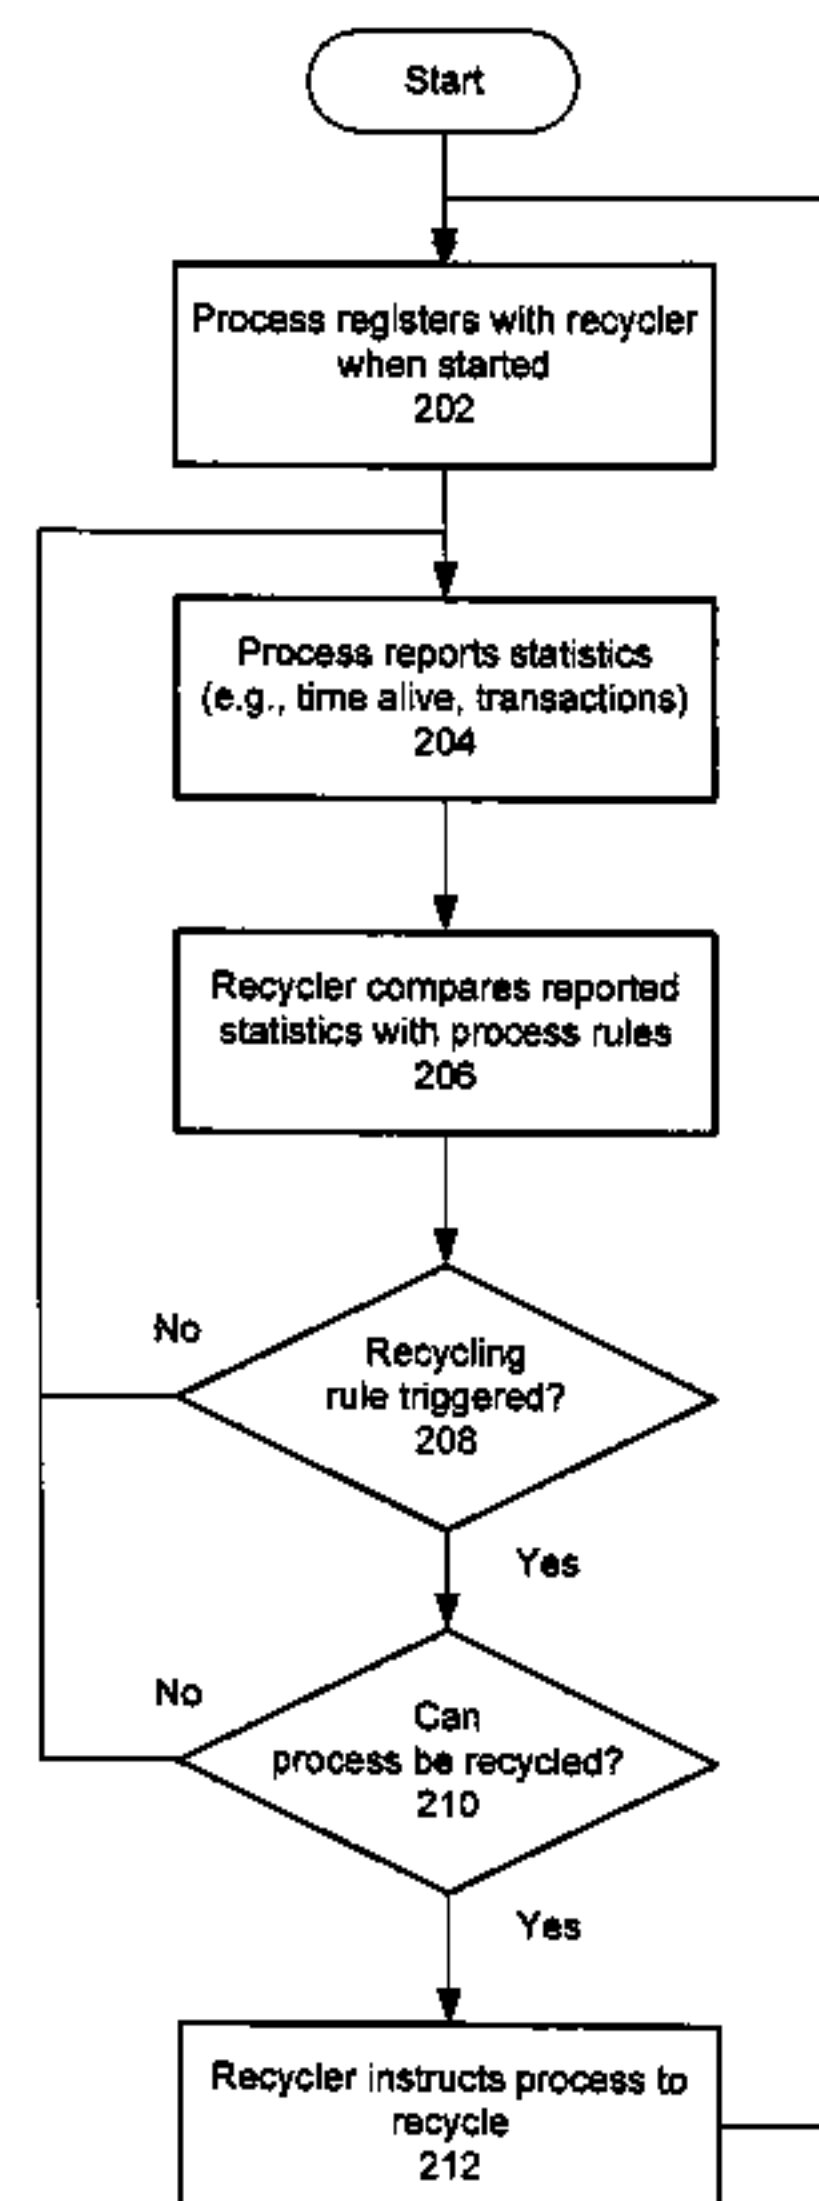 Start
Process registers with recycler
when started
202
Process reports statistics
(e.g., time alive, transactions)
204
Recycler compares reported
statistics with process rules
206
No
Recycling
rule triggered?
208
Yes
No
Can
process be recycled?
210
Yes
Recycler instructs process to
recycle
212